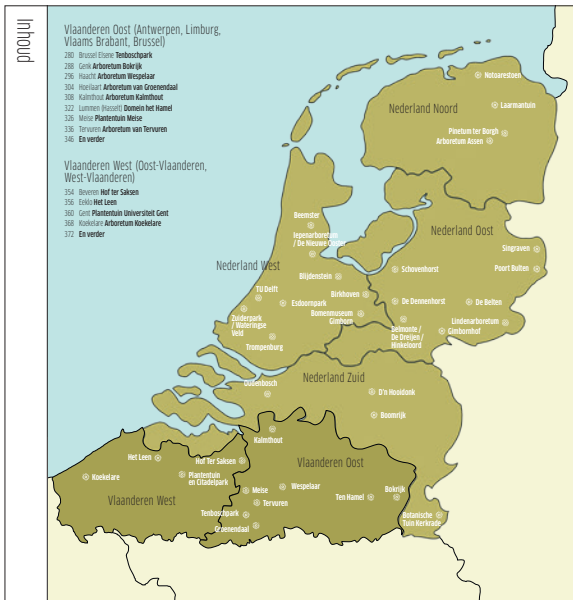 Inhoud
Vlaanderen Oost (Antwerpen, Limburg,
Vlaams Brabant, Brussel)
280 Brussel Elsene Tenboschpark
288 Genk Arboretum Bokrijk
296 Haacht Arboretum Wespelaar
304 Hoeilaart Arboretum van Groenendaal
308 Kalmthout Arboretum Kalmthout
322 Lummen (Hasselt) Domein het Hamel
326 Meise Plantentuin Meise
336 Tervuren Arboretum van Tervuren
346 En verder
Vlaanderen West (Oost-Vlaanderen,
West-Vlaanderen)
354 Beveren Hof ter Saksen
356 Eeklo Het Leen
360 Gent Plantentuin Universiteit Gent
368 Koekelare Arboretum Koekelare
372 En verder
Notoarestoen
Laarmantuin
Nederland Noord
Pinetum ter Borgh
Arboretum Assen
Beemster
Iepenarboretum
/ De Nieuwe Ooster
Nederland Oost
Singraven
Nederland West
Schovenhorst
Poort Bulten
Blijdenstein
TU Delft
Birkhoven
Esdoornpark
De Dennenhorst
De Belten
Zuiderpark
/ Wateringse
Veld
Bomenmuseum
Gimborn
Belmonte /
De Dreijen /
Hinkeloord
Lindenarboretum
Gimbornhof
Trompenburg
Nederland Zuid
Oudenbosch
D'n Hooidonk
Boomrijk
Kalmthout
Het Leen
Hof Ter Saksen
Vlaanderen Oost
Koekelare
Plantentuin
en Citadelpark
Meise
Wespelaar
Bokrijk
Ten Hamel
Vlaanderen West
Tervuren
Tenboschpark
Groenendaal
Botanische
Tuin Kerkrade